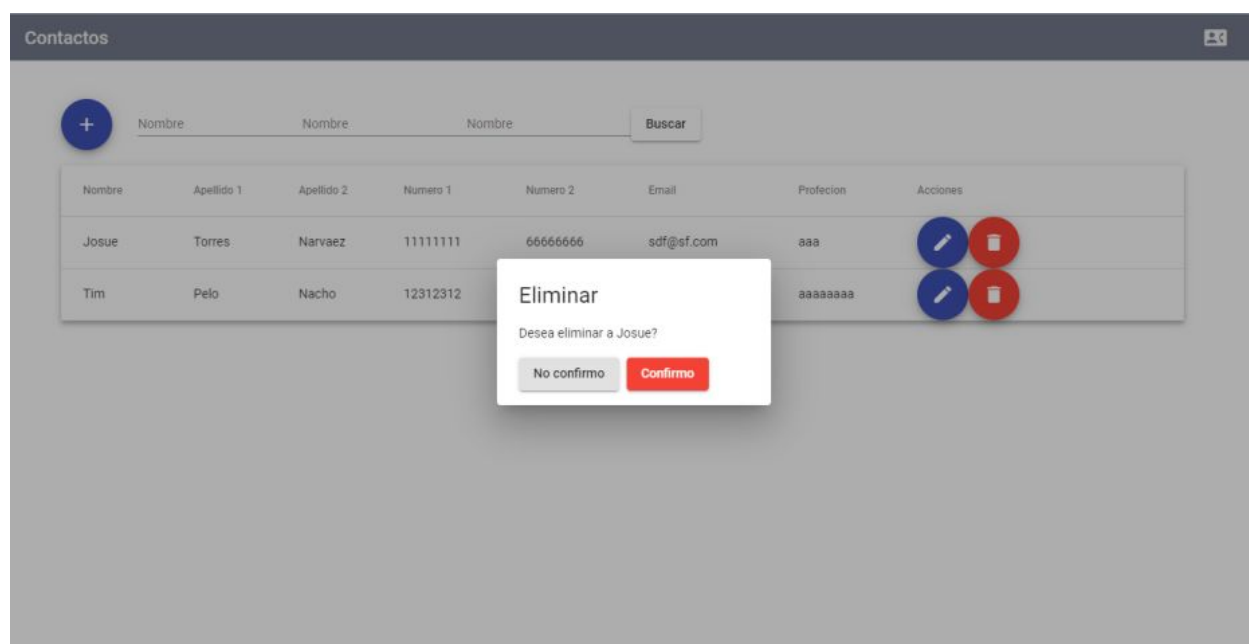 Contactos
Nombre Nombre Nombre Buscar
Nombre Apellido 1 Apellido 2 Numero 1 Numero 2 Email Profecion Acciones
Josue Torres Narvaez 11111111 66666666 sdf@sf.com aaa
Tim Pelo Nacho 12312312 aaaaaaaa
Eliminar
Desea eliminar a Josue?
No confirmo Confirmo